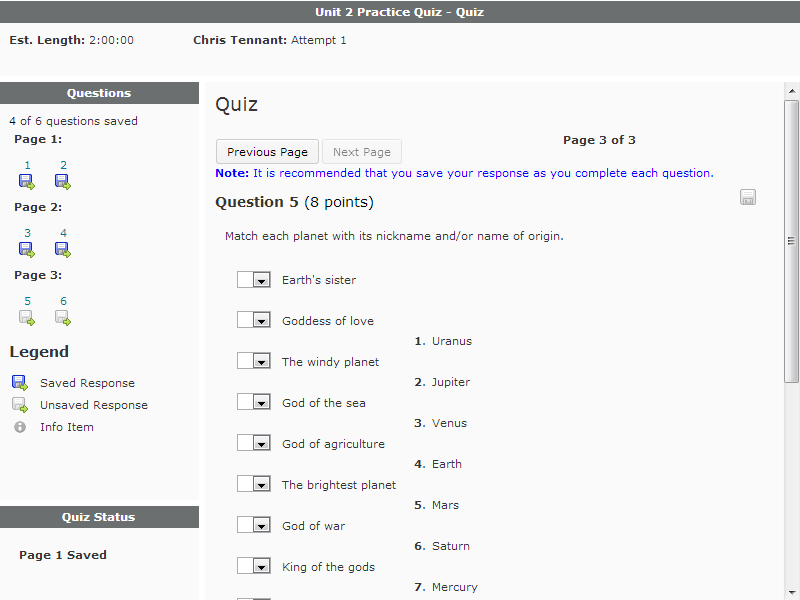 Unit 2 Practice Quiz - Quiz
Est. Length: 2:00:00
Chris Tennant: Attempt 1
Questions
4 of 6 questions saved
Page 1:
1 2
Page 2:
3 4
Page 3:
5 6
Legend
Saved Response
Unsaved Response
Info Item
Quiz Status
Page 1 Saved
Quiz
Previous Page Next Page Page 3 of 3
Note: It is recommended that you save your response as you complete each question.
Question 5 (8 points)
Match each planet with its nickname and/or name of origin.
Earth's sister
Goddess of love
The windy planet
God of the sea
God of agriculture
The brightest planet
God of war
King of the gods
1. Uranus
2. Jupiter
3. Venus
4. Earth
5. Mars
6. Saturn
7. Mercury